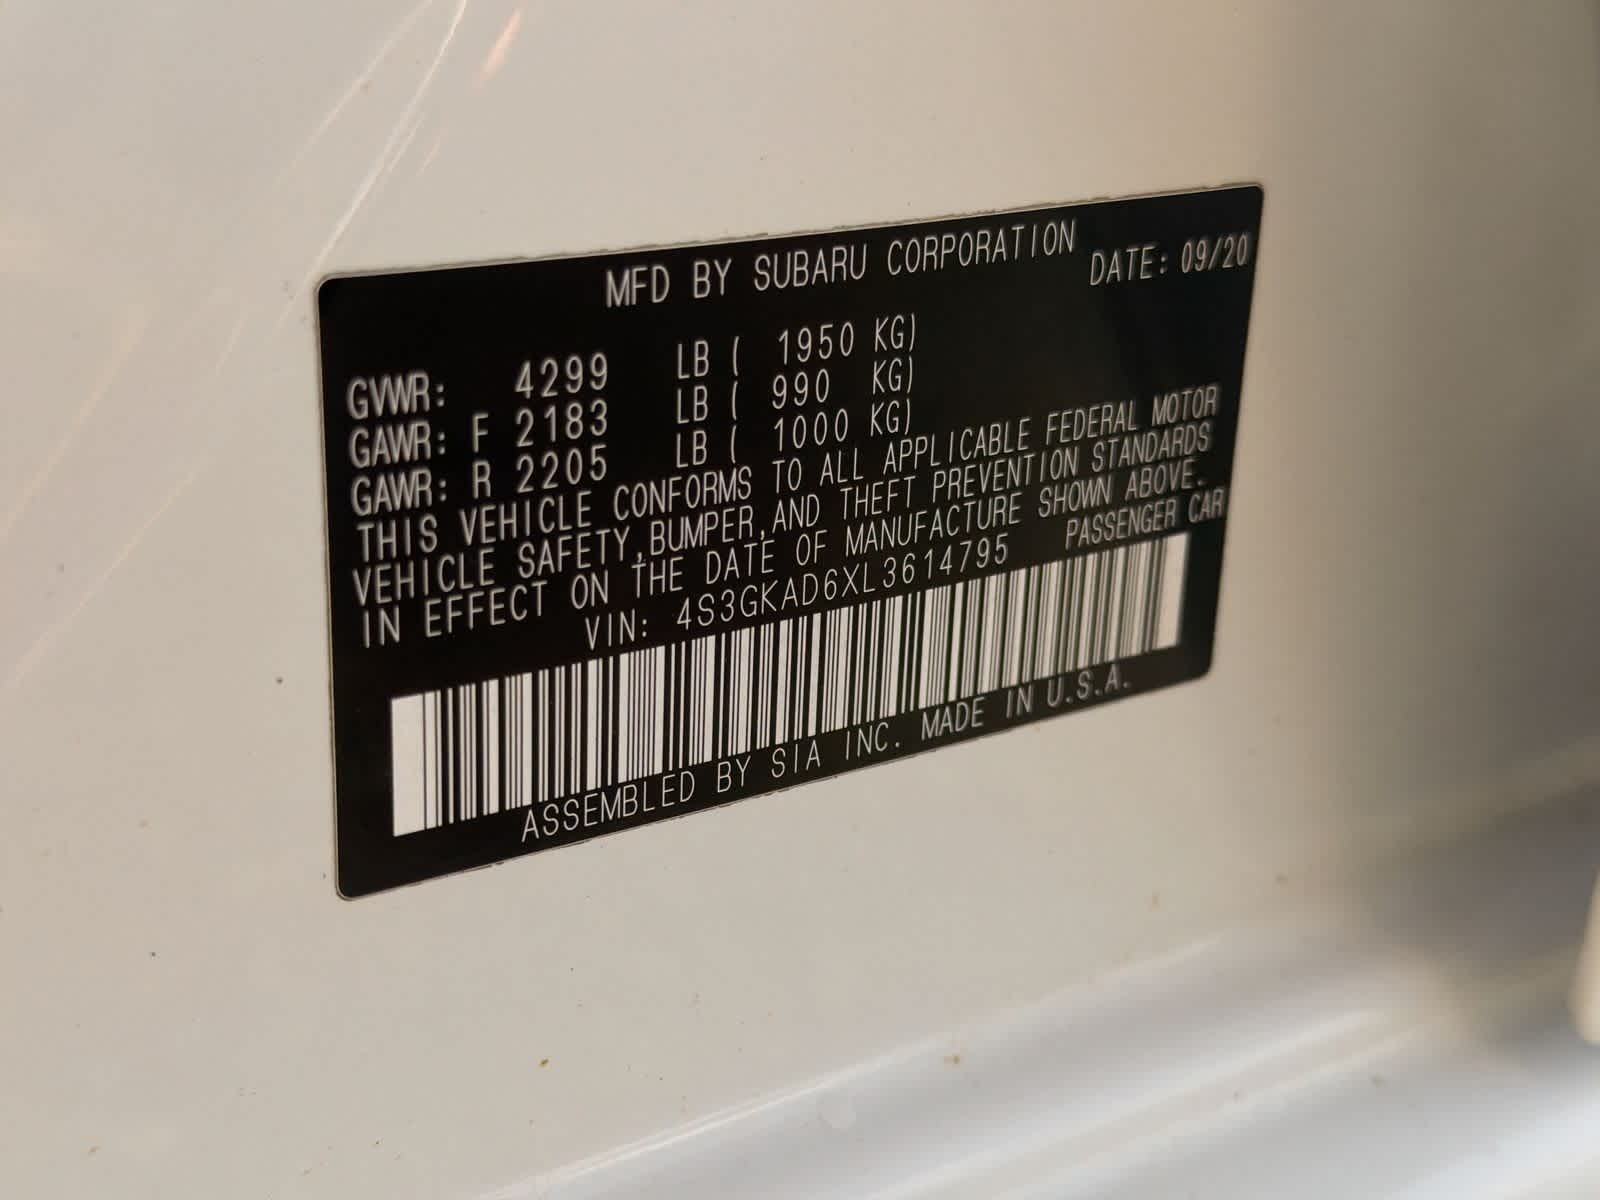 MFD BY SUBARU CORPORATION DATE: 09/20
GVWR: 4299 LB ( 1950 KG)
GAWR: F 2183 LB ( 990 KG)
GAWR: R 2205 LB ( 1000 KG)
THIS VEHICLE CONFORMS TO ALL APPLICABLE FEDERAL MOTOR
VEHICLE SAFETY,BUMPER,AND THEFT PREVENTION STANDARDS
IN EFFECT ON THE DATE OF MANUFACTURE SHOWN ABOVE.
VIN: 4S3GKAD6XL3614795 PASSENGER CAR
ASSEMBLED BY SIA INC. MADE IN U.S.A.